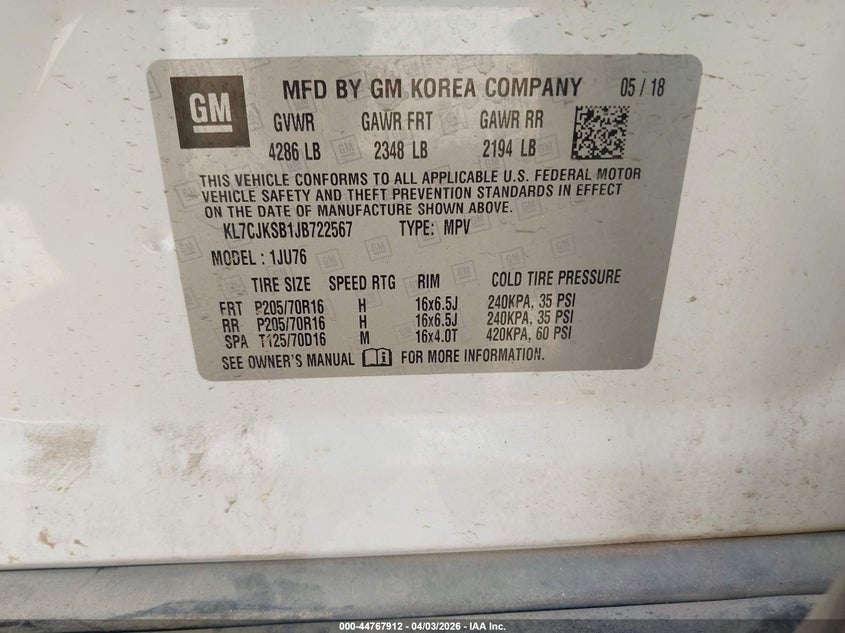 GM MFD BY GM KOREA COMPANY 05 / 18
GVWR GAWR FRT GAWR RR
4286 LB 2348 LB 2194 LB
THIS VEHICLE CONFORMS TO ALL APPLICABLE U.S. FEDERAL MOTOR
VEHICLE SAFETY AND THEFT PREVENTION STANDARDS IN EFFECT
ON THE DATE OF MANUFACTURE SHOWN ABOVE.
KL7CJKSB1JB722567 TYPE: MPV
MODEL: 1JU76
TIRE SIZE SPEED RTG RIM COLD TIRE PRESSURE
FRT P205/70R16 H 16x6.5J 240KPA, 35 PSI
RR P205/70R16 H 16x6.5J 240KPA, 35 PSI
SPA T125/70D16 M 16x4.0T 420KPA, 60 PSI
SEE OWNER'S MANUAL i FOR MORE INFORMATION.
000-44767912 - 04/03/2026 - IAA Inc.